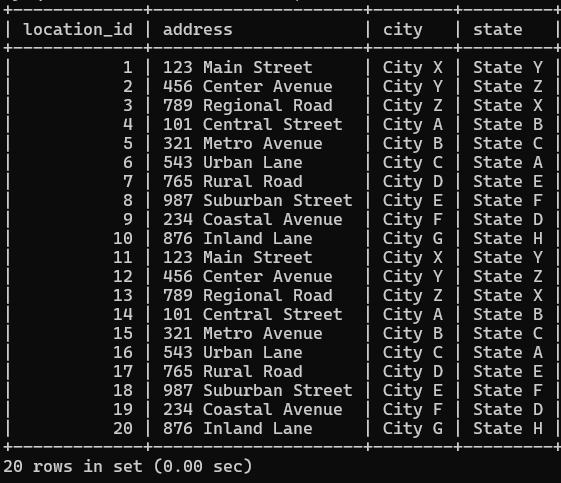 +-------------+---------------------+--------+---------+
| location_id | address             | city   | state   |
+-------------+---------------------+--------+---------+
|           1 | 123 Main Street     | City X | State Y |
|           2 | 456 Center Avenue   | City Y | State Z |
|           3 | 789 Regional Road   | City Z | State X |
|           4 | 101 Central Street  | City A | State B |
|           5 | 321 Metro Avenue    | City B | State C |
|           6 | 543 Urban Lane      | City C | State A |
|           7 | 765 Rural Road      | City D | State E |
|           8 | 987 Suburban Street | City E | State F |
|           9 | 234 Coastal Avenue  | City F | State D |
|          10 | 876 Inland Lane     | City G | State H |
|          11 | 123 Main Street     | City X | State Y |
|          12 | 456 Center Avenue   | City Y | State Z |
|          13 | 789 Regional Road   | City Z | State X |
|          14 | 101 Central Street  | City A | State B |
|          15 | 321 Metro Avenue    | City B | State C |
|          16 | 543 Urban Lane      | City C | State A |
|          17 | 765 Rural Road      | City D | State E |
|          18 | 987 Suburban Street | City E | State F |
|          19 | 234 Coastal Avenue  | City F | State D |
|          20 | 876 Inland Lane     | City G | State H |
+-------------+---------------------+--------+---------+
20 rows in set (0.00 sec)